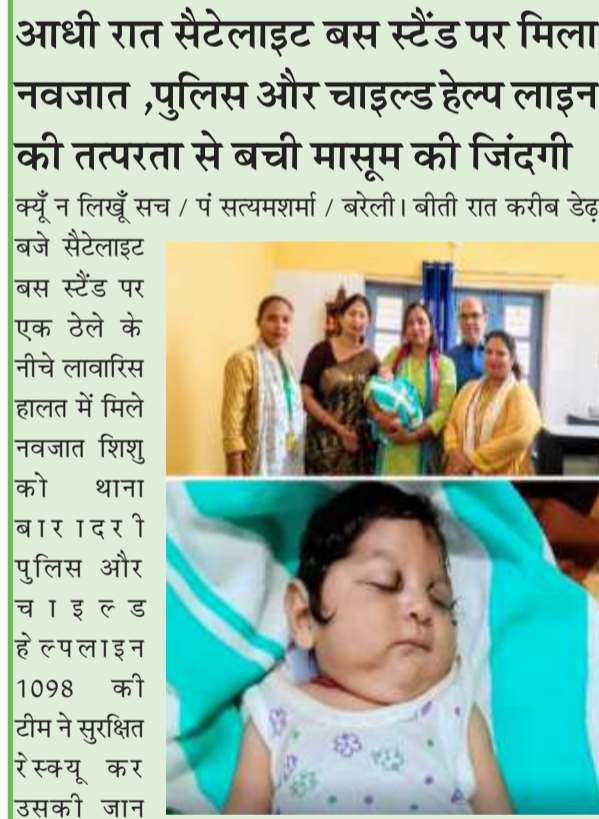 आधी रात सैटेलाइट बस स्टैंड पर मिला
नवजात ,पुलिस और चाइल्ड हेल्प लाइन
की तत्परता से बची मासूम की जिंदगी
क्यूँ न लिखूँ सच / पं सत्यमशर्मा / बरेली। बीती रात करीब डेढ़
बजे सैटेलाइट
बस स्टैंड पर
एक ठेले के
नीचे लावारिस
हालत में मिले
नवजात शिशु
को थाना
बारादरी
पुलिस और
चाइल्ड
हेल्पलाइन
1098 की
टीम ने सुरक्षित
रेस्क्यू कर
उसकी जान